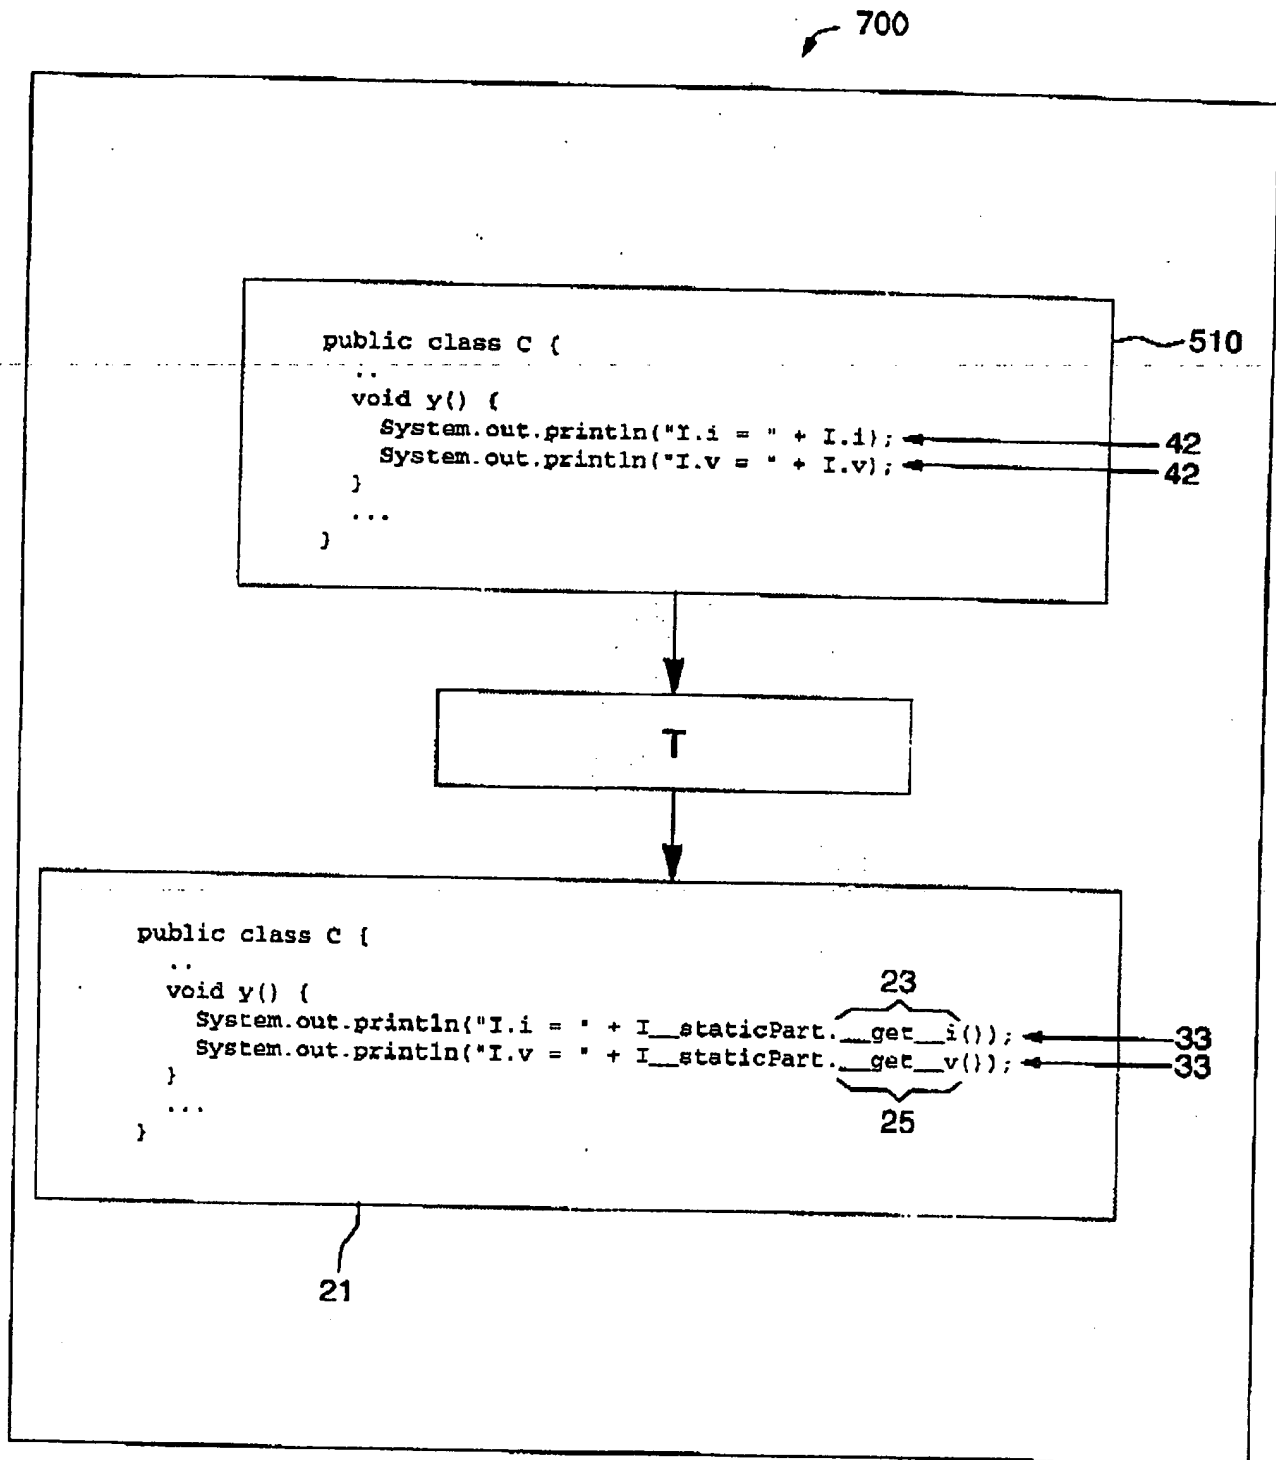 700
public class C { 510
..
void y() {
System.out.println("I.i = " + I.i); 42
System.out.println("I.v = " + I.v); 42
}
...
}
T
public class C {
..
void y() { 23
System.out.println("I.i = " + I__staticPart.__get__i()); 33
System.out.println("I.v = " + I__staticPart.__get__v()); 33
} 25
...
}
21